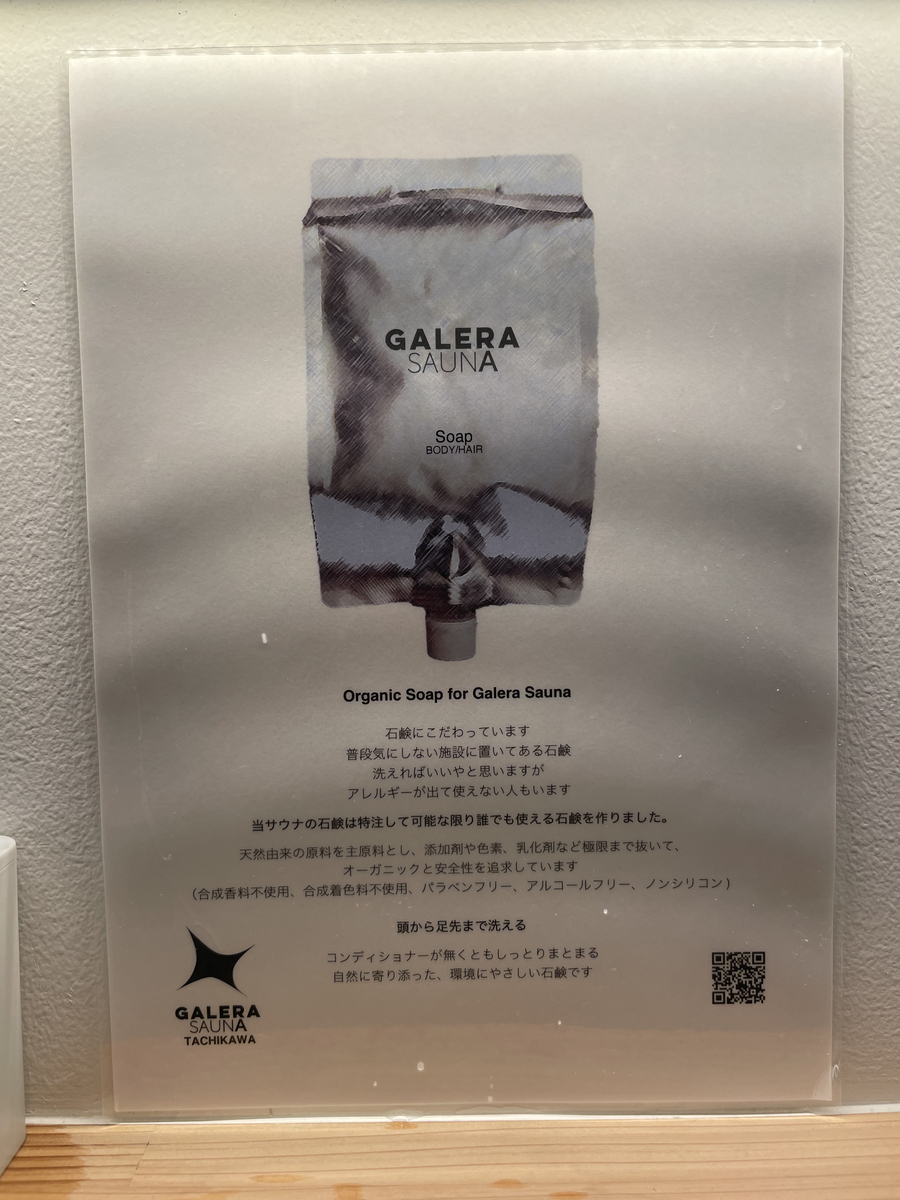 GALERA
SAUNA
Soap
BODY/HAIR
Organic Soap for Galera Sauna
石鹸にこだわっています
普段気にしない施設に置いてある石鹸
洗えればいいやと思いますが
アレルギーが出て使えない人もいます
当サウナの石鹸は特注して可能な限り誰でも使える石鹸を作りました。
天然由来の原料を主原料とし、添加剤や色素、乳化剤など極限まで抜いて、
オーガニックと安全性を追求しています
（合成香料不使用、合成着色料不使用、パラベンフリー、アルコールフリー、ノンシリコン）
頭から足先まで洗える
コンディショナーが無くともしっとりまとまる
自然に寄り添った、環境にやさしい石鹸です
GALERA
SAUNA
TACHIKAWA